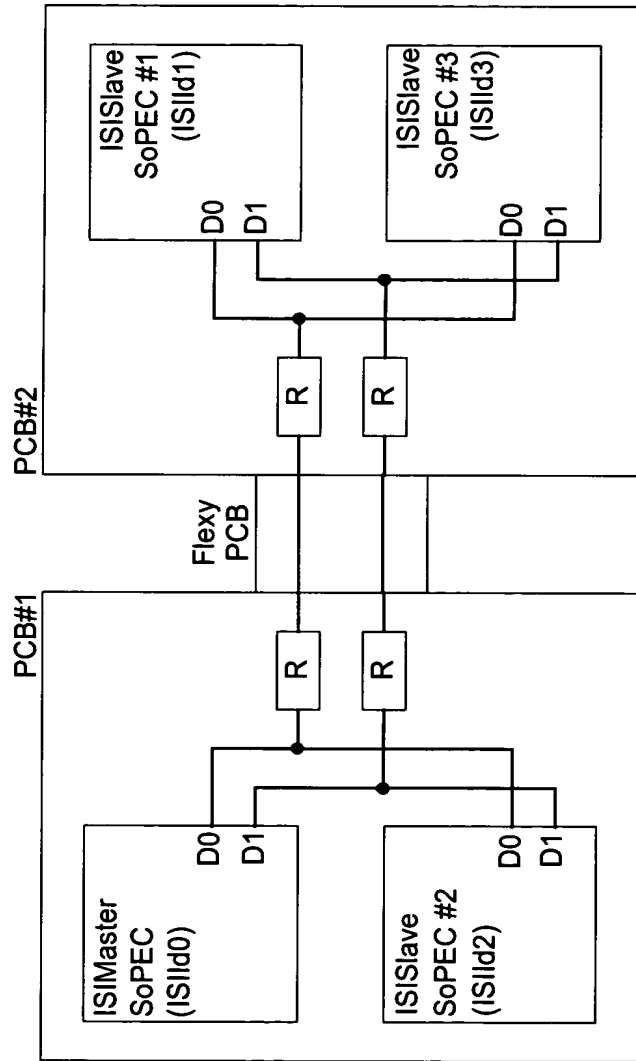 PCB#1
ISIMaster
SoPEC
(ISIId0)
D0
D1
ISISlave
SoPEC #2
(ISIId2)
D0
D1
R
R
Flexy
PCB
PCB#2
R
R
ISISlave
SoPEC #1
(ISIId1)
D0
D1
ISISlave
SoPEC #3
(ISIId3)
D0
D1